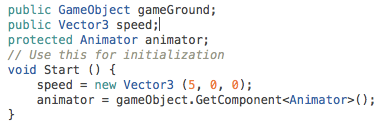 public GameObject gameGround;
public Vector3 speed;
protected Animator animator;
// Use this for initialization
void Start () {
    speed = new Vector3 (5, 0, 0);
    animator = gameObject.GetComponent<Animator>();
}